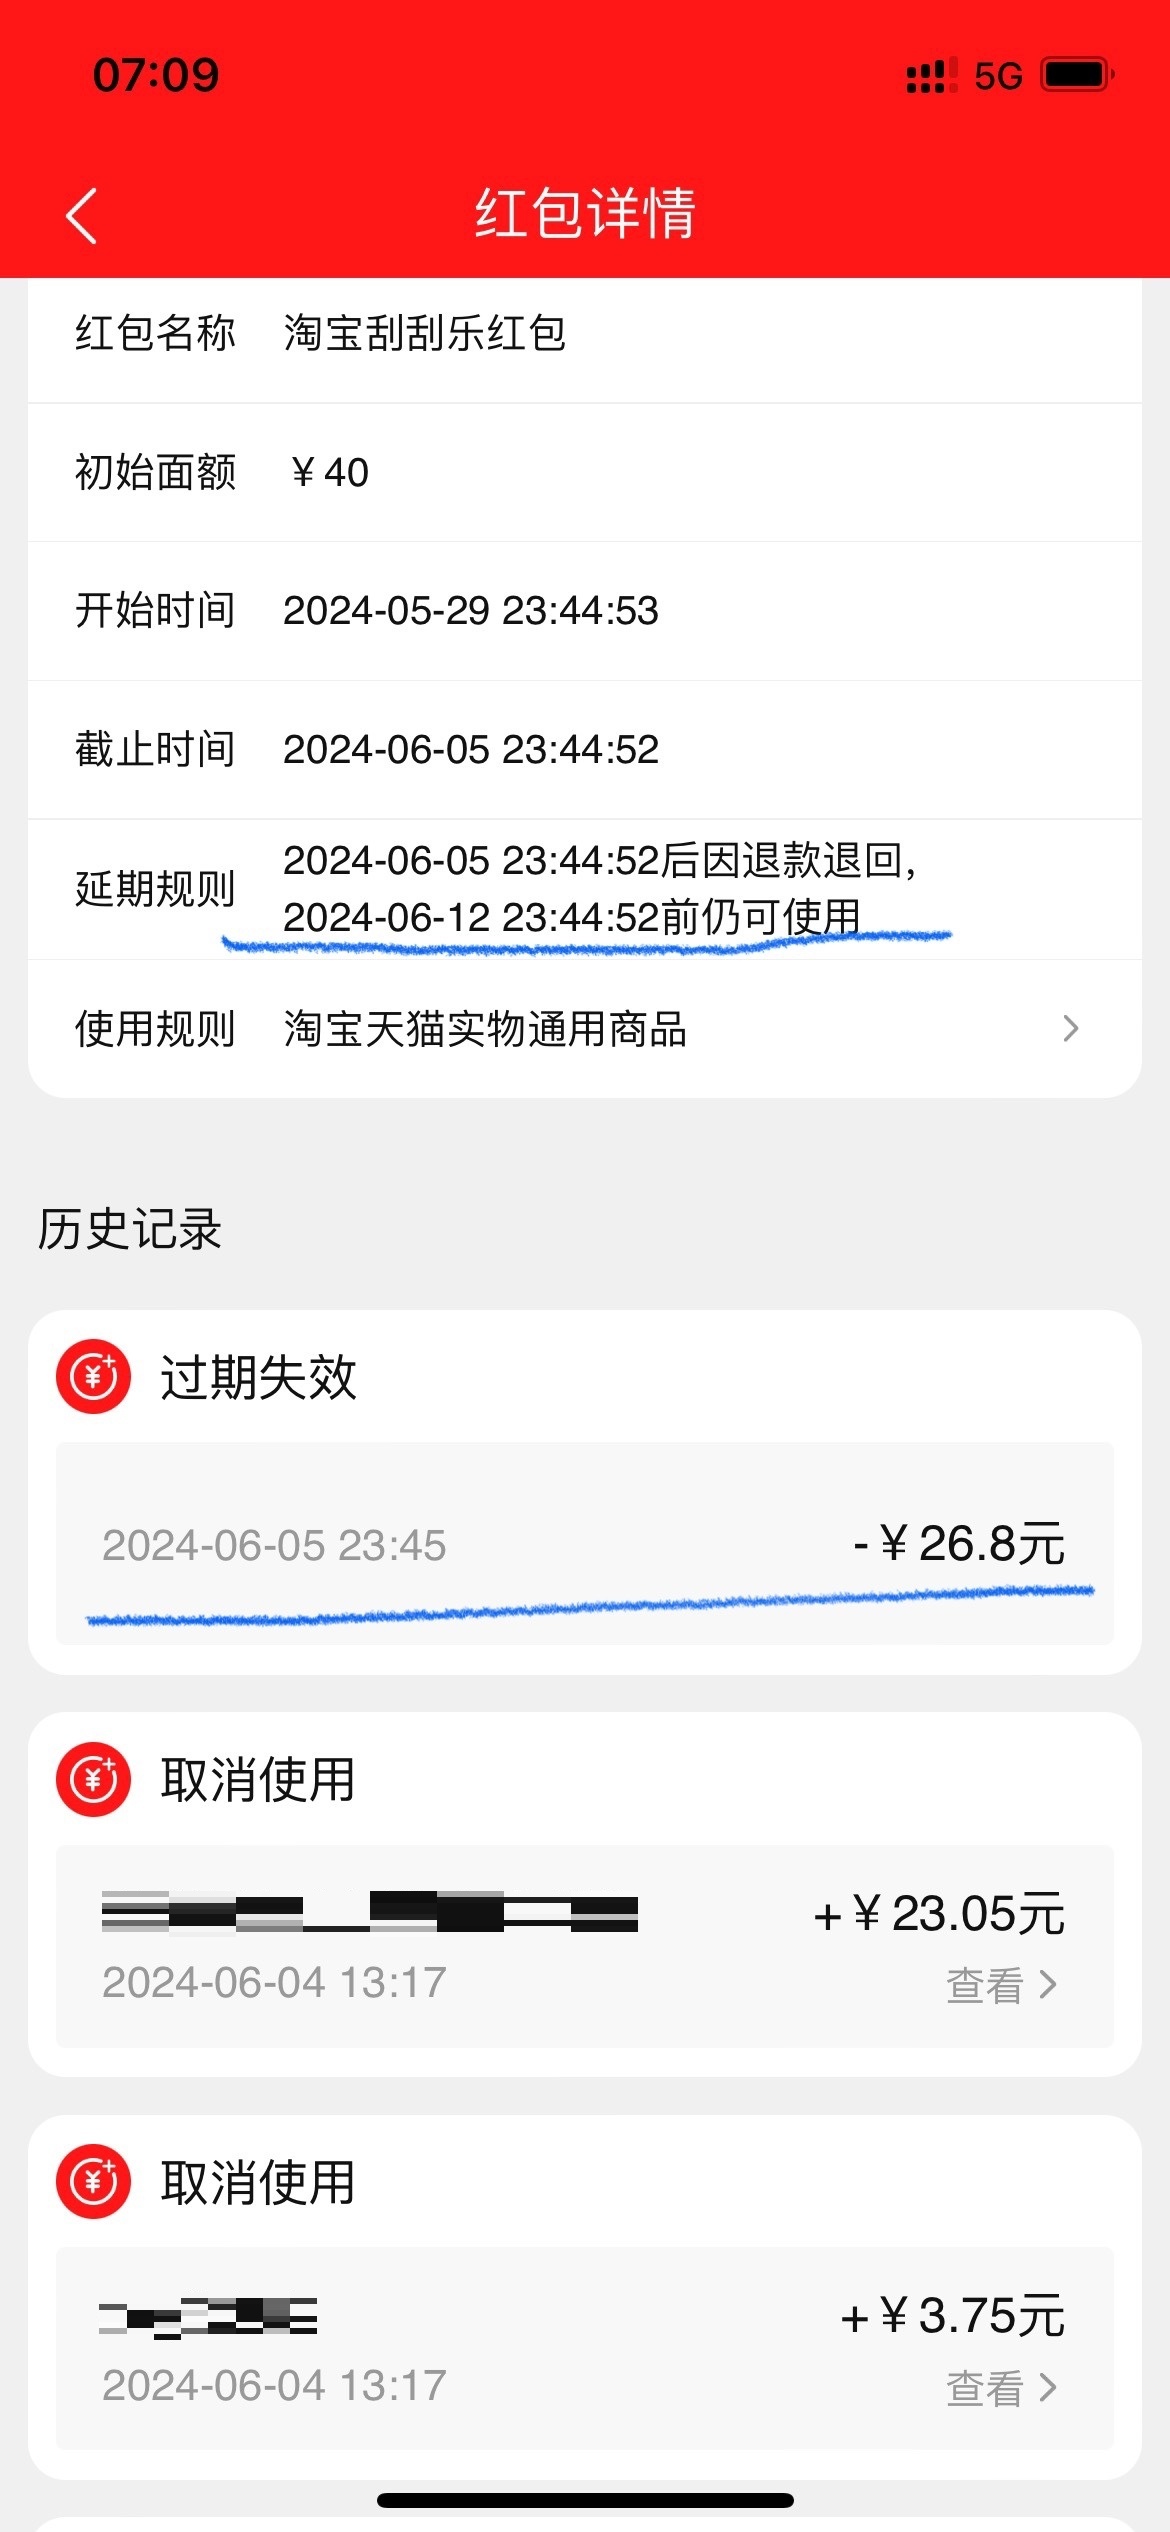 07:09
5G
红包详情
红包名称 淘宝刮刮乐红包
初始面额 ¥40
开始时间 2024-05-29 23:44:53
截止时间 2024-06-05 23:44:52
延期规则 2024-06-05 23:44:52后因退款退回，
2024-06-12 23:44:52前仍可使用
使用规则 淘宝天猫实物通用商品
历史记录
过期失效
2024-06-05 23:45 -¥26.8元
取消使用
+¥23.05元
2024-06-04 13:17 查看
取消使用
+¥3.75元
2024-06-04 13:17 查看